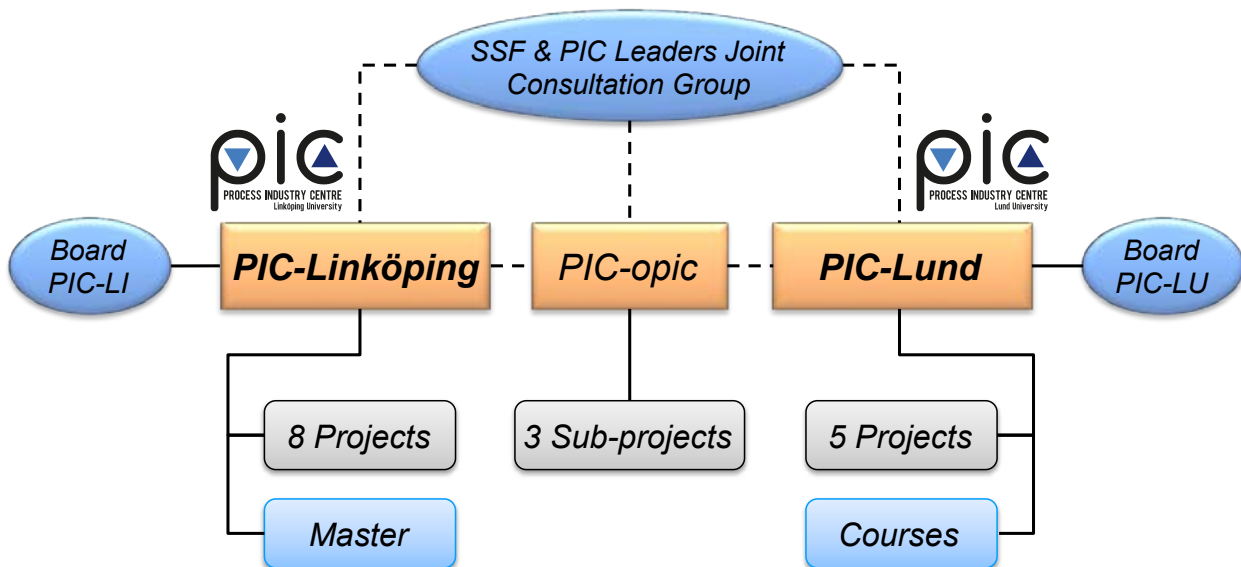 SSF & PIC Leaders Joint
Consultation Group
pic
PROCESS INDUSTRY CENTRE
Linköping University
pic
PROCESS INDUSTRY CENTRE
Lund University
Board
PIC-LI
PIC-Linköping
PIC-opic
PIC-Lund
Board
PIC-LU
8 Projects
3 Sub-projects
5 Projects
Master
Courses